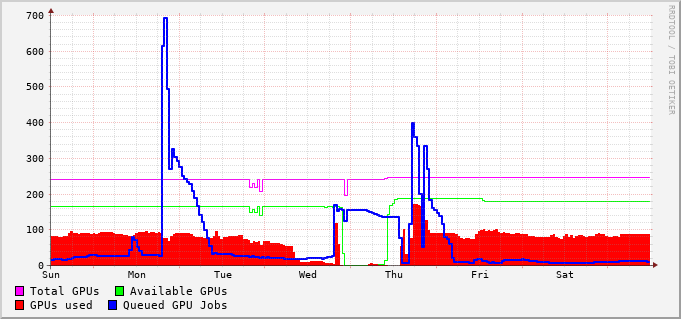 700
600
500
400
300
200
100
0
Sun Mon Tue Wed Thu Fri Sat
Total GPUs Available GPUs
GPUs used Queued GPU Jobs
RRDTOOL / TOBI OETIKER